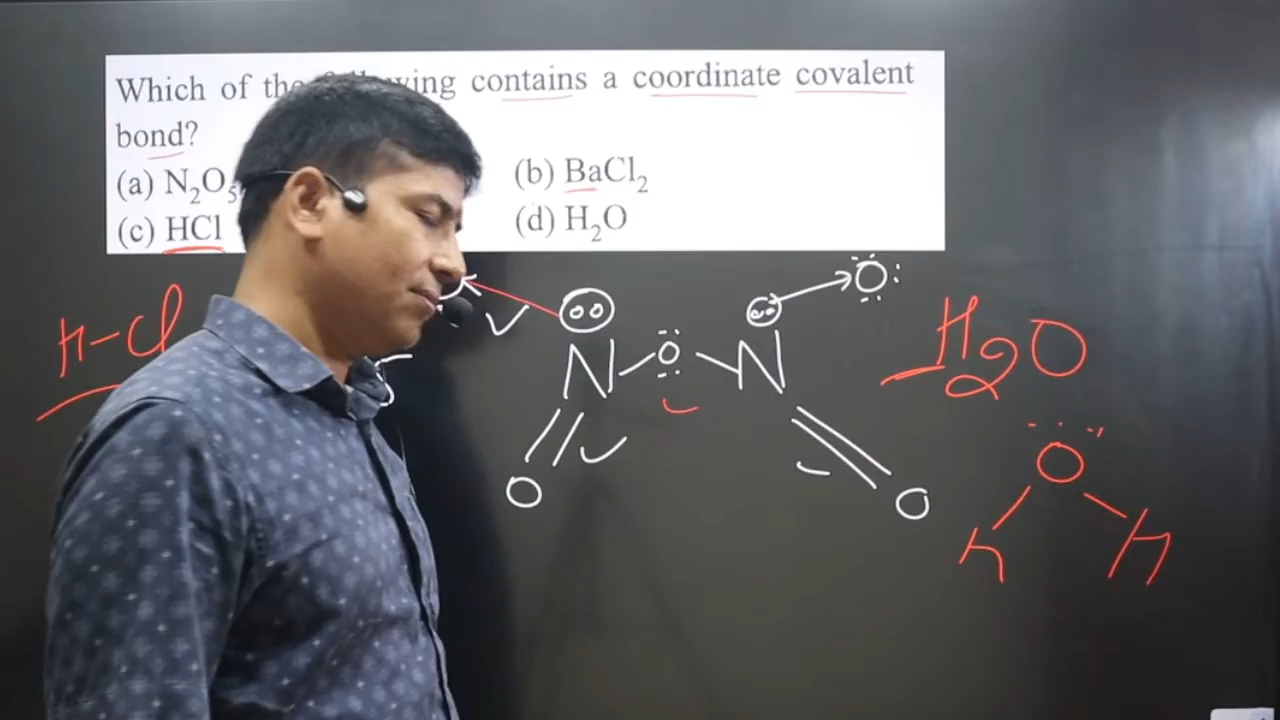 Which of the following contains a coordinate covalent
bond?
(a) N₂O₅ (b) BaCl₂
(c) HCl (d) H₂O
H-Cl
N O N O
H₂O
O O
O
H H